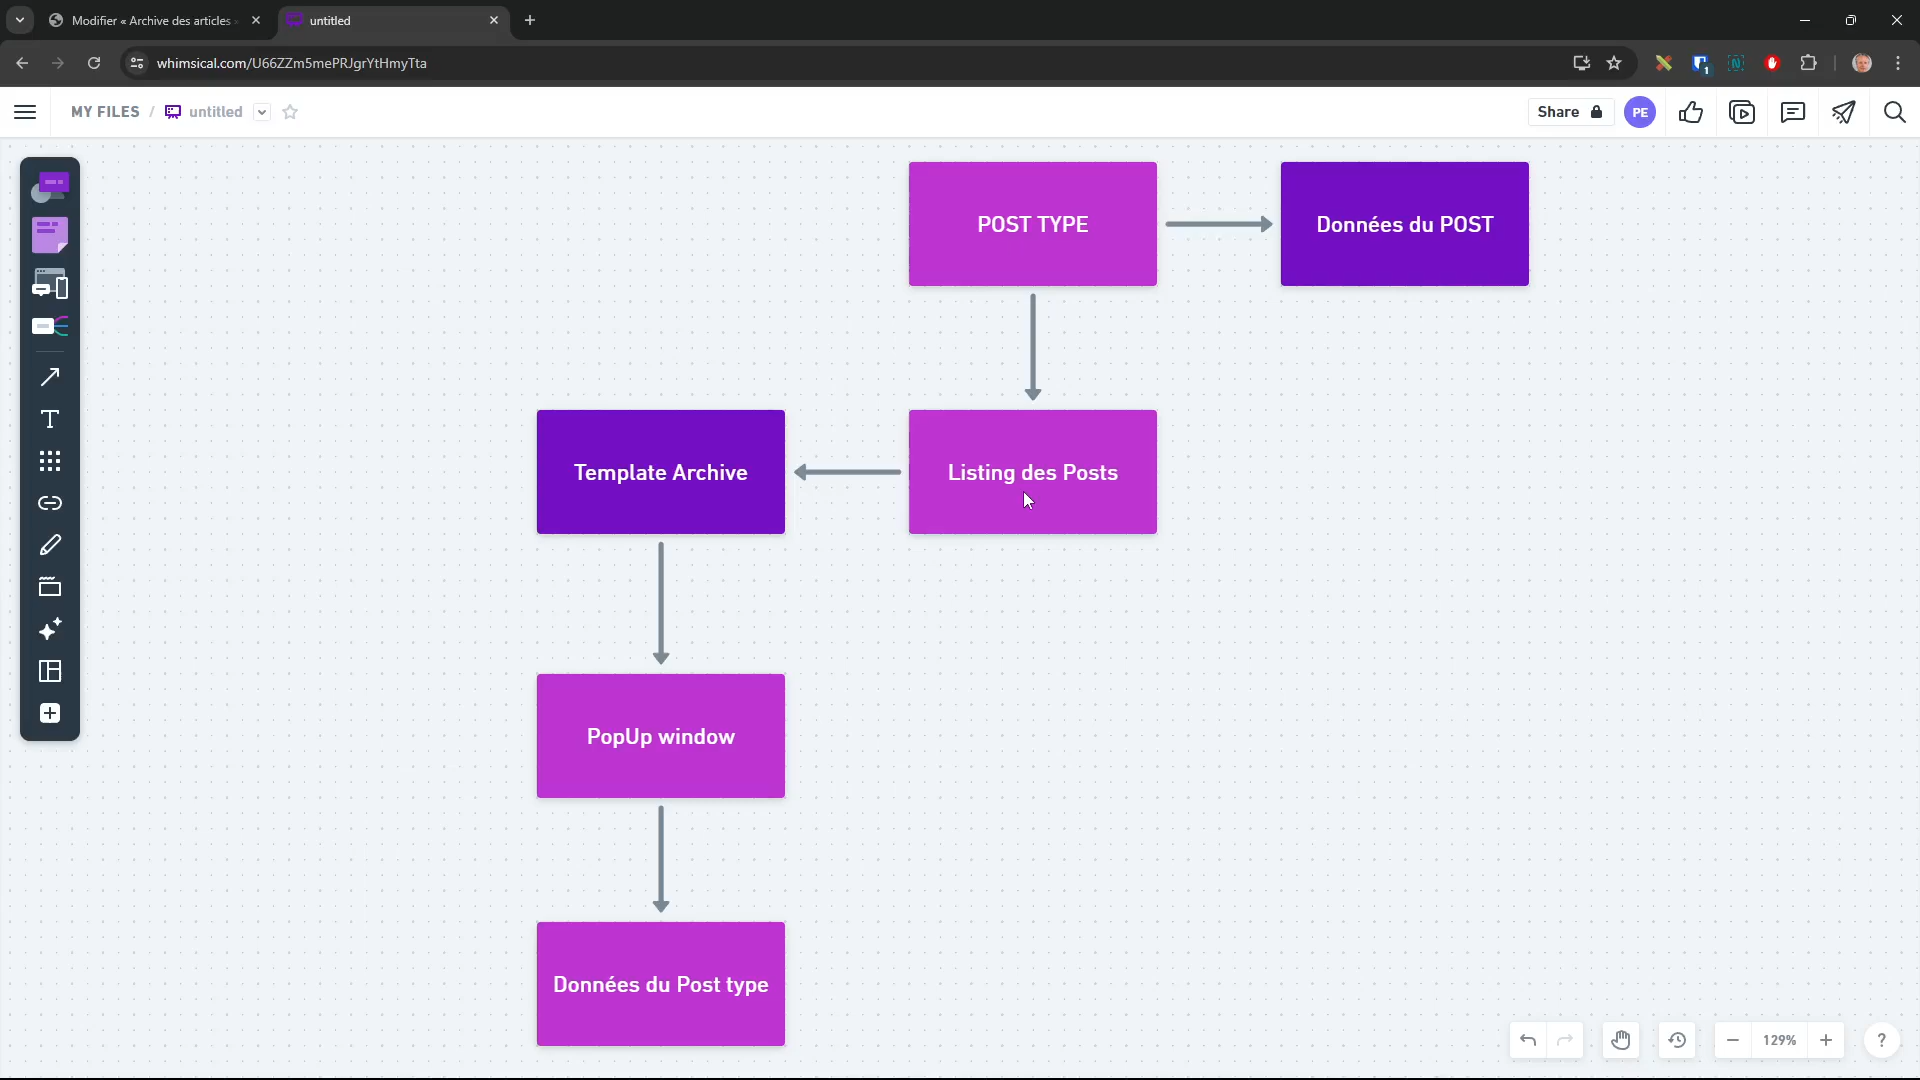 Modifier « Archive des articles
untitled
whimsical.com/U66ZZm5mePRJgrYtHmyTta
MY FILES / untitled
Share
PE
POST TYPE
Données du POST
Template Archive
Listing des Posts
PopUp window
Données du Post type
129%
?